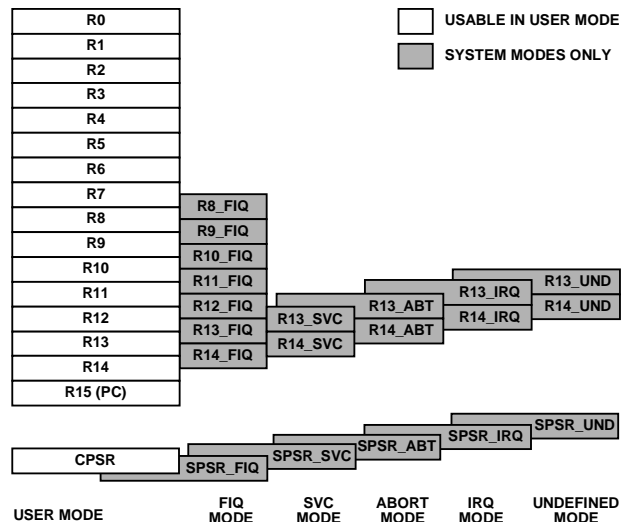 R0
R1
R2
R3
R4
R5
R6
R7
R8
R9
R10
R11
R12
R13
R14
R15 (PC)
USABLE IN USER MODE
SYSTEM MODES ONLY
R8_FIQ
R9_FIQ
R10_FIQ
R11_FIQ
R12_FIQ
R13_FIQ
R14_FIQ
R13_SVC
R14_SVC
R13_ABT
R14_ABT
R13_IRQ
R14_IRQ
R13_UND
R14_UND
CPSR
SPSR_FIQ
SPSR_SVC
SPSR_ABT
SPSR_IRQ
SPSR_UND
USER MODE
FIQ
MODE
SVC
MODE
ABORT
MODE
IRQ
MODE
UNDEFINED
MODE